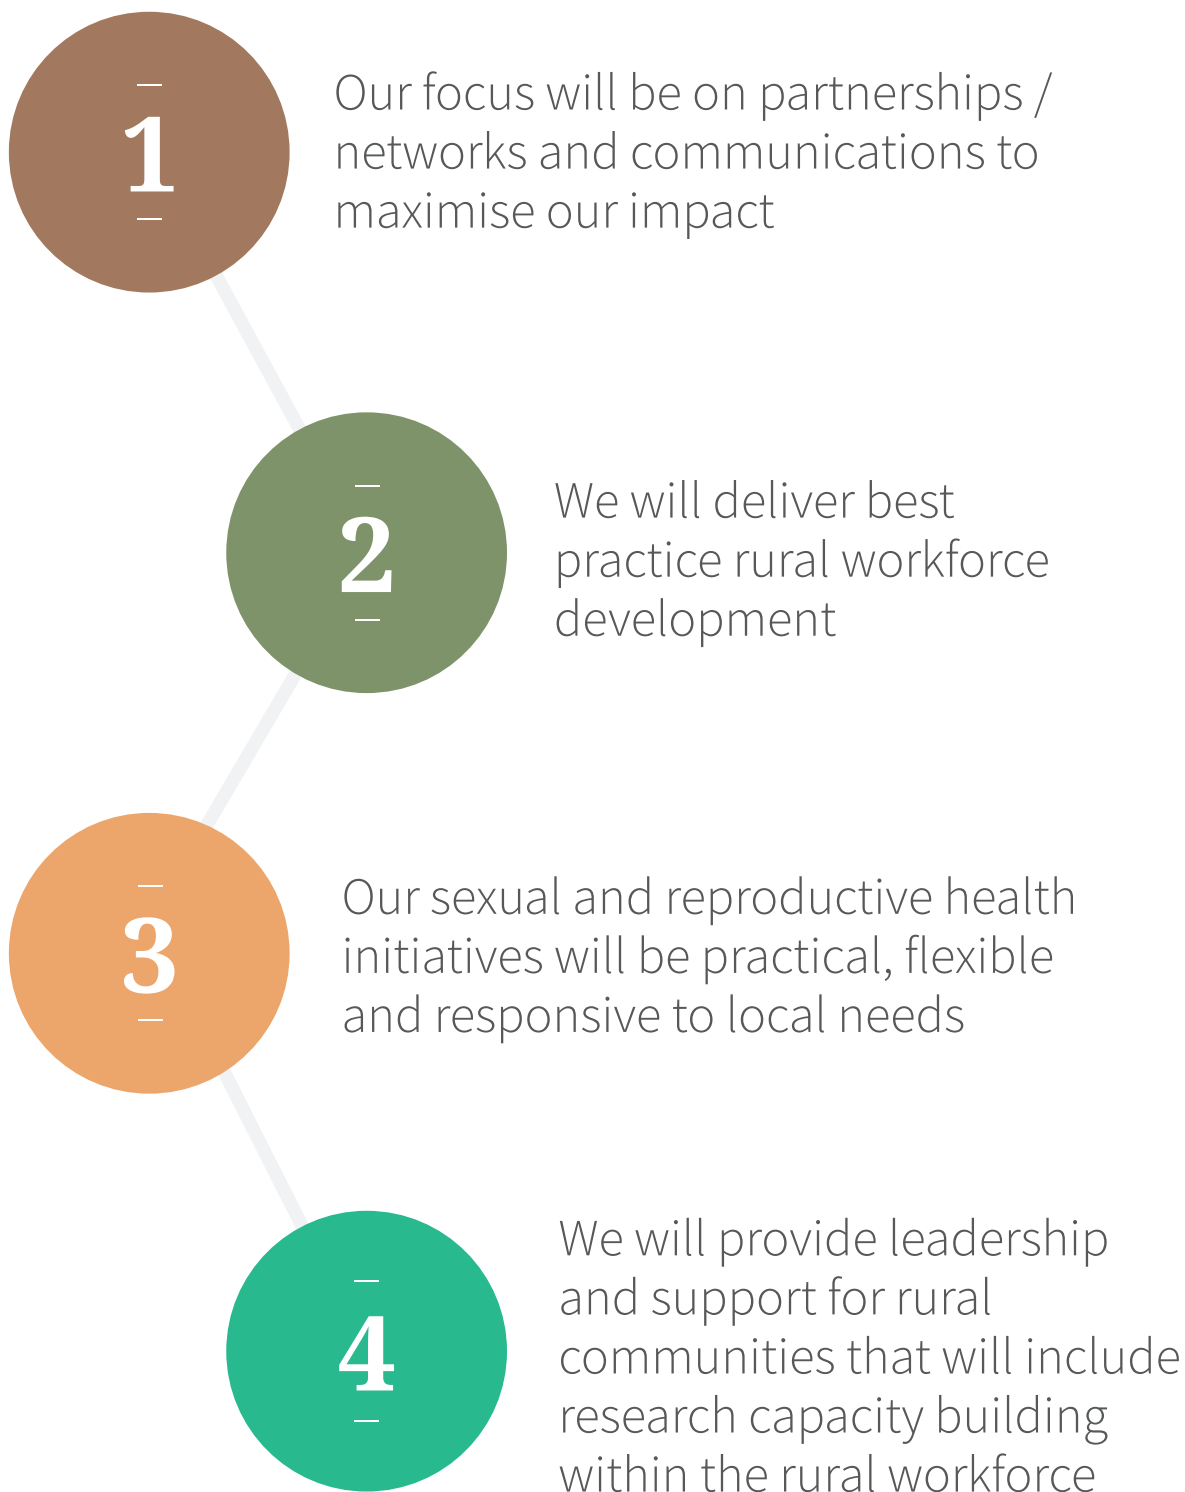 1
Our focus will be on partnerships /
networks and communications to
maximise our impact
2
We will deliver best
practice rural workforce
development
3
Our sexual and reproductive health
initiatives will be practical, flexible
and responsive to local needs
4
We will provide leadership
and support for rural
communities that will include
research capacity building
within the rural workforce